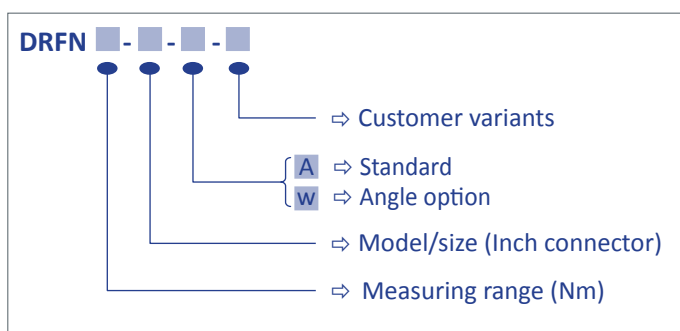 DRFN - - -
⇨ Customer variants
A ⇨ Standard
w ⇨ Angle option
⇨ Model/size (Inch connector)
⇨ Measuring range (Nm)